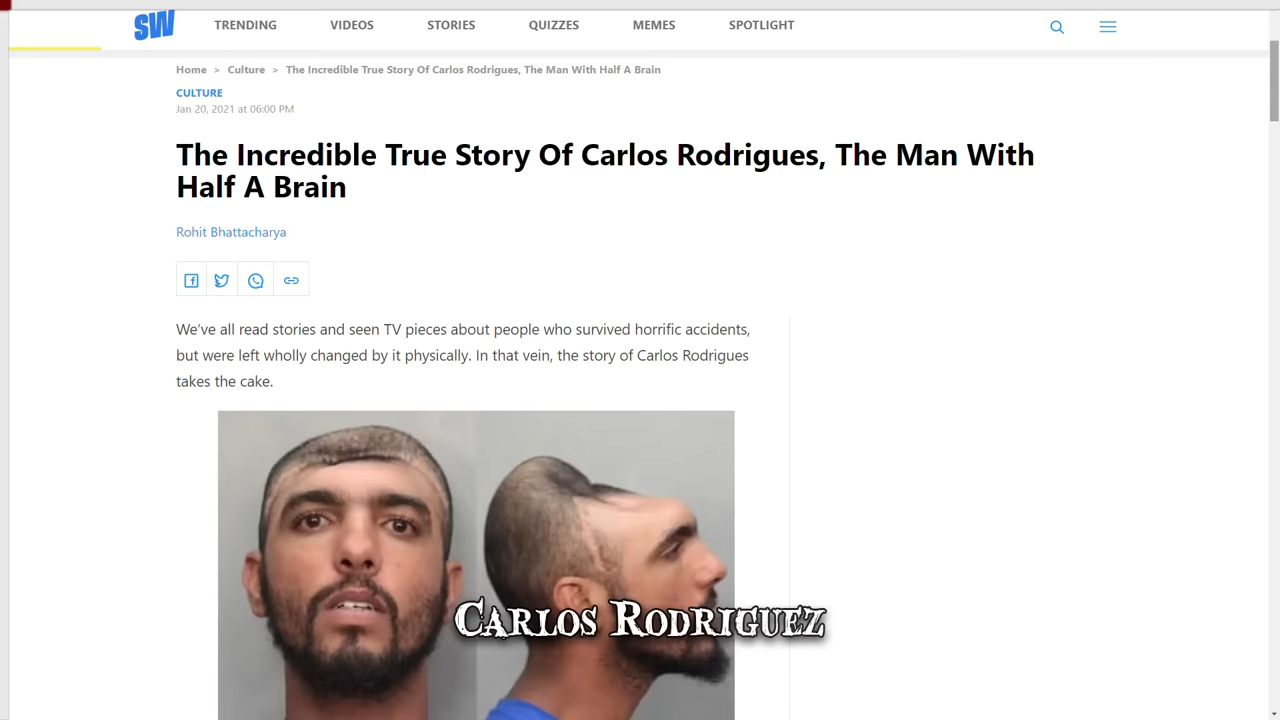 SW TRENDING VIDEOS STORIES QUIZZES MEMES SPOTLIGHT
Home > Culture > The Incredible True Story Of Carlos Rodrigues, The Man With Half A Brain
CULTURE
Jan 20, 2021 at 06:00 PM
The Incredible True Story Of Carlos Rodrigues, The Man With
Half A Brain
Rohit Bhattacharya
We've all read stories and seen TV pieces about people who survived horrific accidents,
but were left wholly changed by it physically. In that vein, the story of Carlos Rodrigues
takes the cake.
Carlos Rodriguez